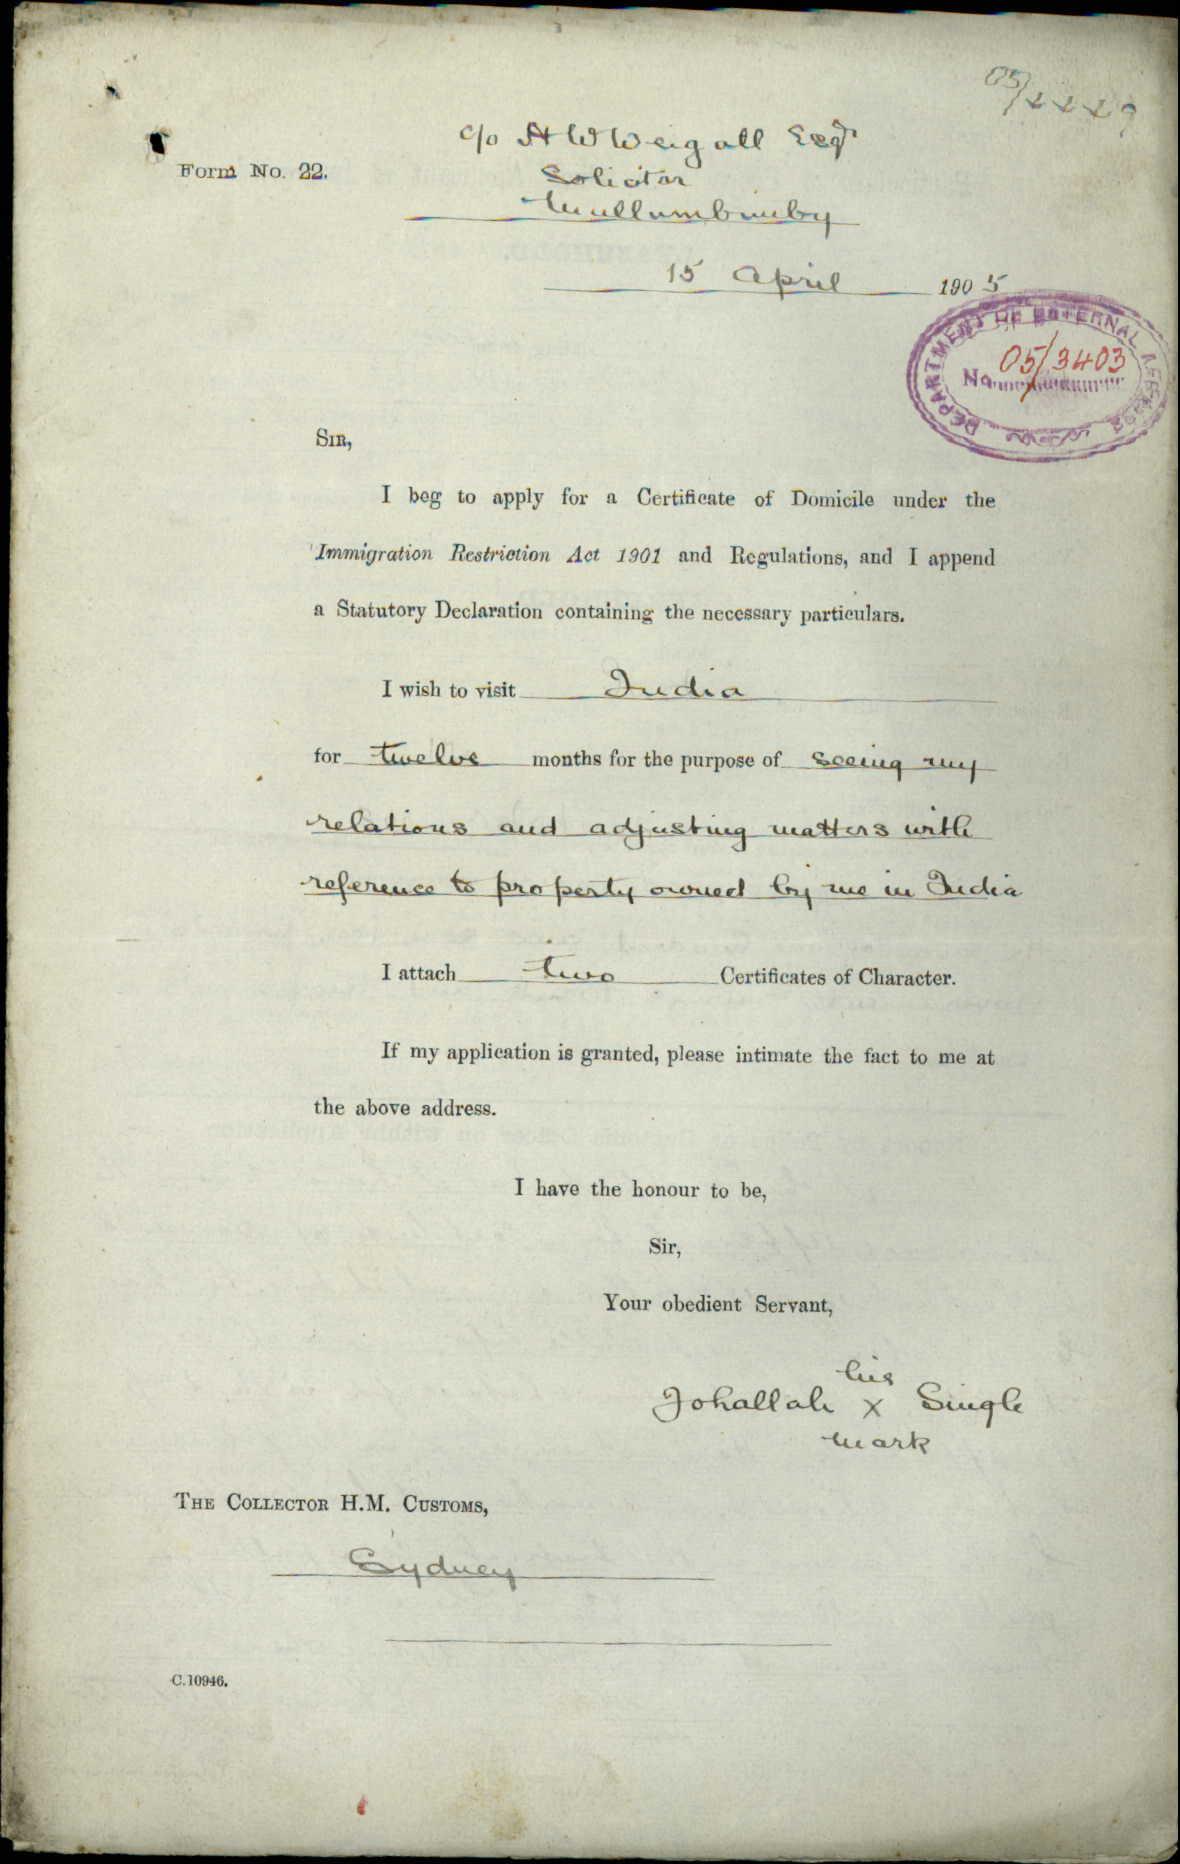 c/o A W Weigall Esqr
Form No. 22.
Solicitor
Mullumbimby
15 April 1905
DEPARTMENT OF EXTERNAL AFFAIRS
No. 05/3403
SIR,
I beg to apply for a Certificate of Domicile under the
Immigration Restriction Act 1901 and Regulations, and I append
a Statutory Declaration containing the necessary particulars.
I wish to visit India
for twelve months for the purpose of seeing my
relations and adjusting matters with
reference to property owned by me in India
I attach two Certificates of Character.
If my application is granted, please intimate the fact to me at
the above address.
I have the honour to be,
Sir,
Your obedient Servant,
his
Johallah X Singh
mark
THE COLLECTOR H.M. CUSTOMS,
Sydney
C.10946.